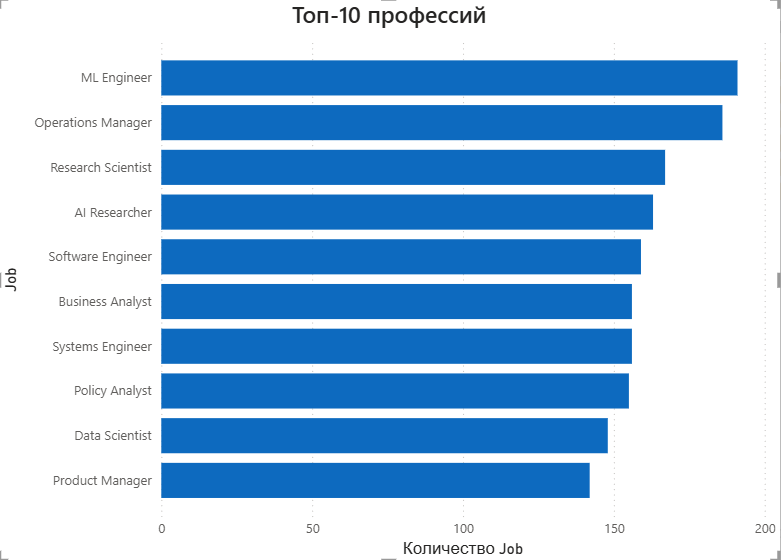 Топ-10 профессий
ML Engineer
Operations Manager
Research Scientist
AI Researcher
Software Engineer
Business Analyst
Systems Engineer
Policy Analyst
Data Scientist
Product Manager
Job
0 50 100 150 200
Количество Job